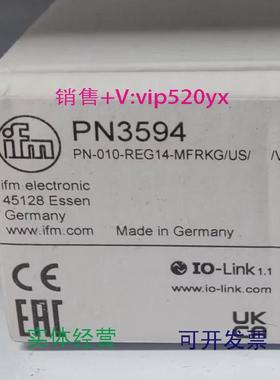 销售+V:vip520yx
ifm
PN3594
PN-010-REG14-MFRKG/US/ /V
ifm electronic
45128 Essen
Germany
www.ifm.com Made in Germany
CE
IO-Link 1.1
www.io-link.com
EAC
UK
CA
实体经营 可开发票